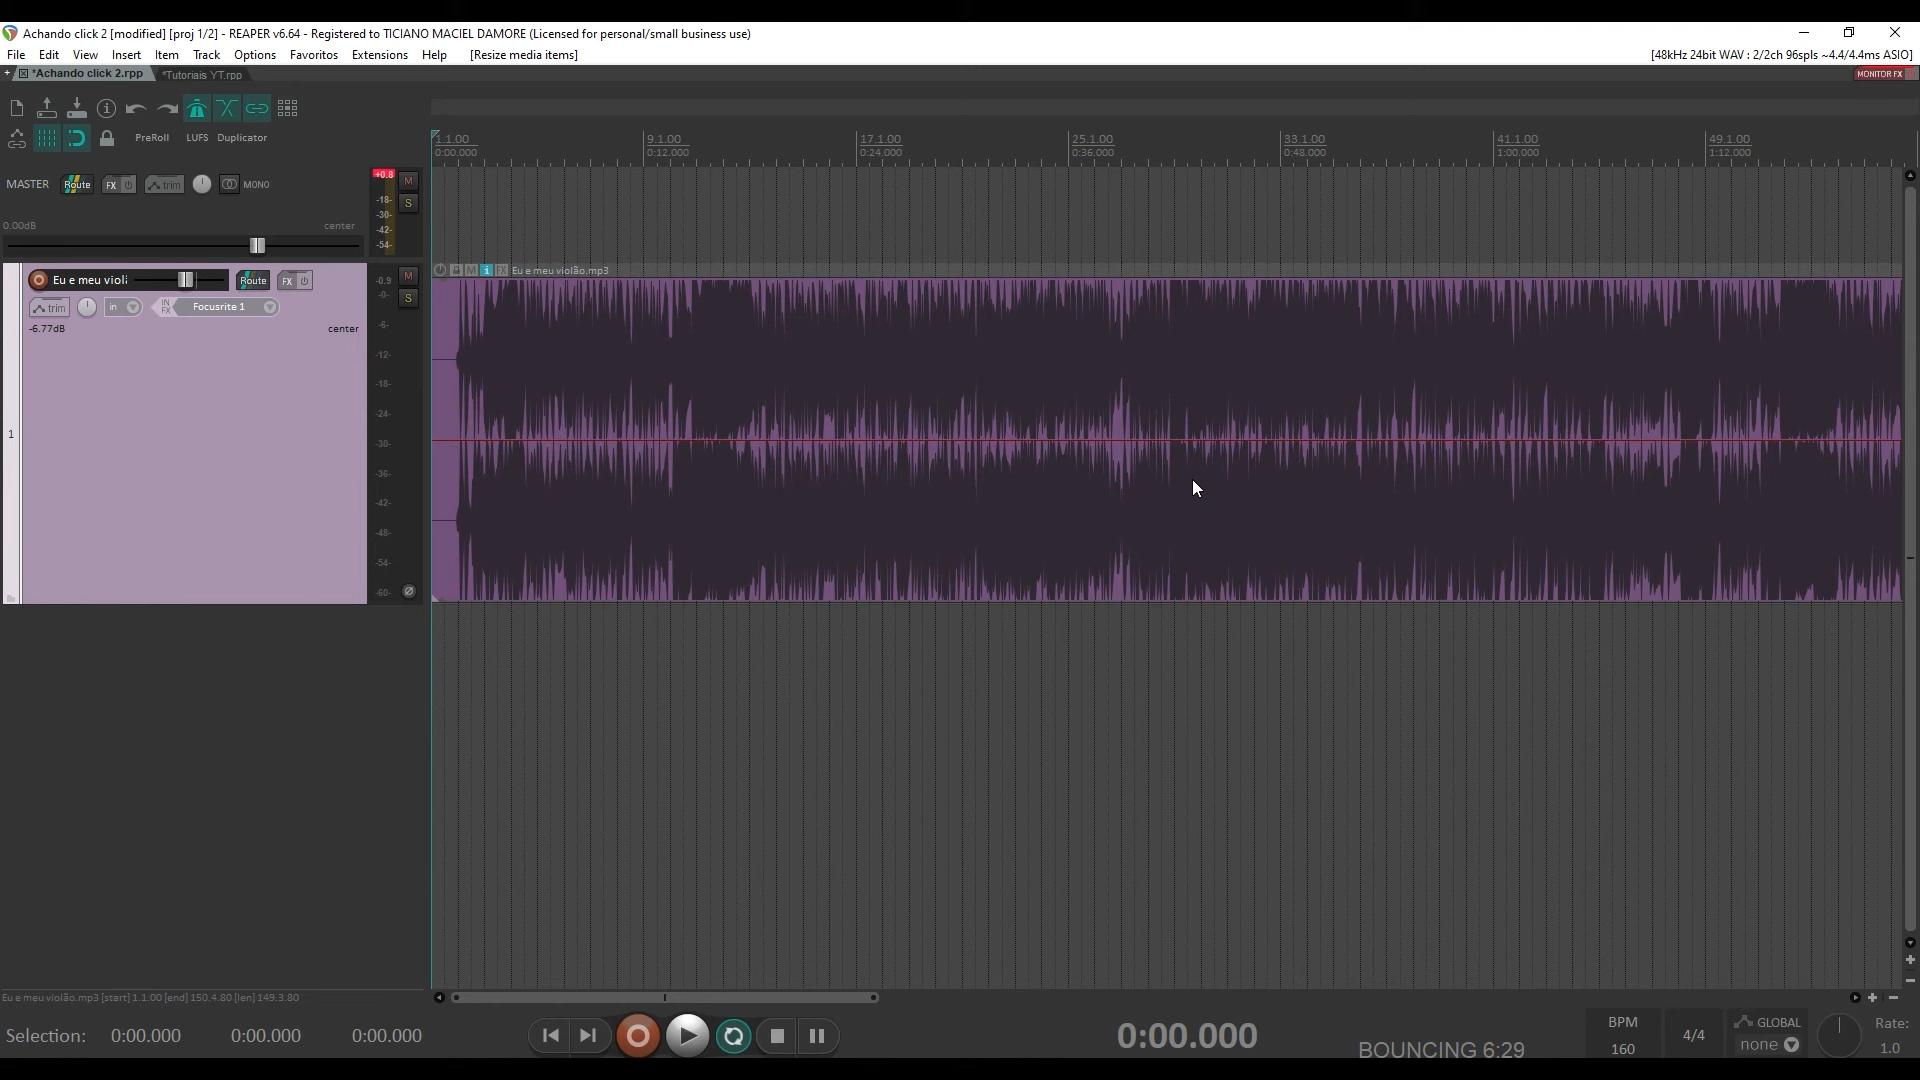 Achando click 2 [modified] [proj 1/2] - REAPER v6.64 - Registered to TICIANO MACIEL DAMORE (Licensed for personal/small business use)
File Edit View Insert Item Track Options Favoritos Extensions Help [Resize media items] [48kHz 24bit WAV : 2/2ch 96spls ~4.4/4.4ms ASIO]
*Achando click 2.rpp *Tutoriais YT.rpp MONITOR FX
PreRoll LUFS Duplicator
1.1.00 9.1.00 17.1.00 25.1.00 33.1.00 41.1.00 49.1.00
0:00.000 0:12.000 0:24.000 0:36.000 0:48.000 1:00.000 1:12.000
MASTER Route FX trim MONO +0.8 M
-18- S
-30-
0.00dB center -42-
-54-
Eu e meu violão.mp3
Eu e meu violi Route FX -0.9 M
-0- S
trim in IN FX Focusrite 1
-6.77dB center -6-
-12-
-18-
-24-
1 -30-
-36-
-42-
-48-
-54-
-60-
Eu e meu violão.mp3 [start] 1.1.00 [end] 150.4.80 [len] 149.3.80
Selection: 0:00.000 0:00.000 0:00.000 0:00.000 BOUNCING 6:29
BPM
160
4/4
GLOBAL
none
Rate:
1.0